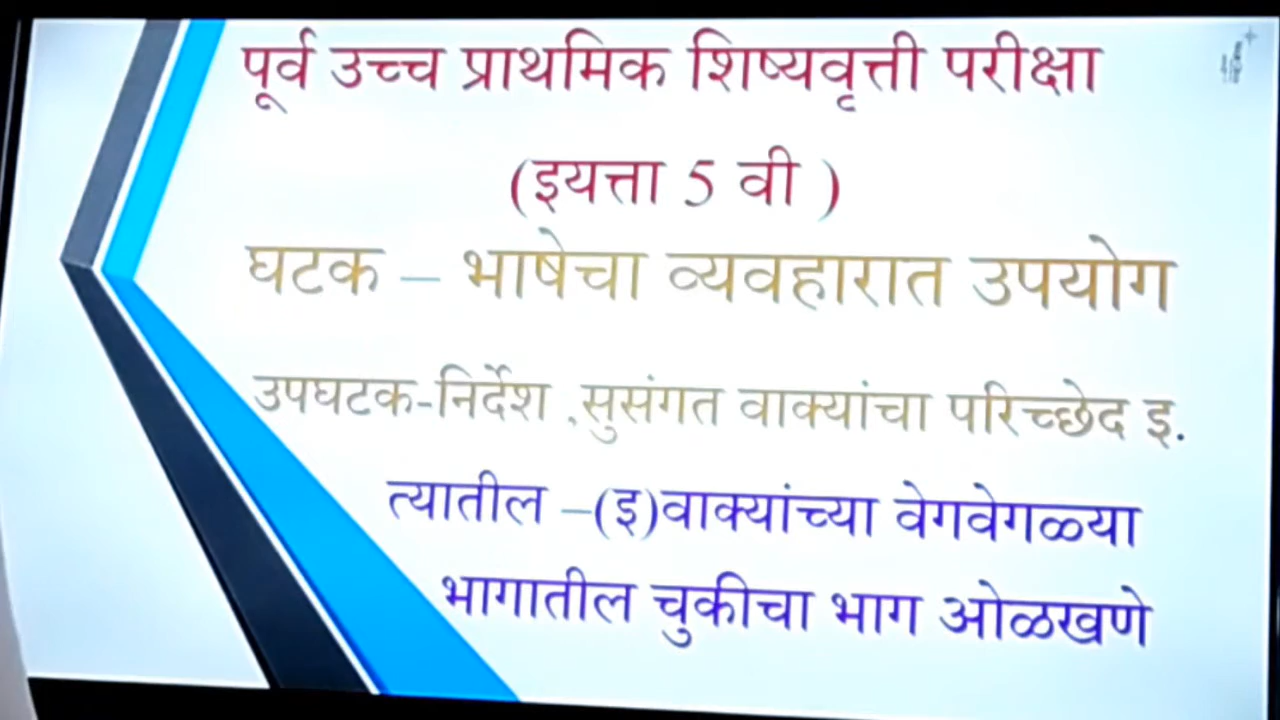 पूर्व उच्च प्राथमिक शिष्यवृत्ती परीक्षा
(इयत्ता 5 वी )
घटक – भाषेचा व्यवहारात उपयोग
उपघटक-निर्देश ,सुसंगत वाक्यांचा परिच्छेद इ.
त्यातील –(इ)वाक्यांच्या वेगवेगळ्या
भागातील चुकीचा भाग ओळखणे